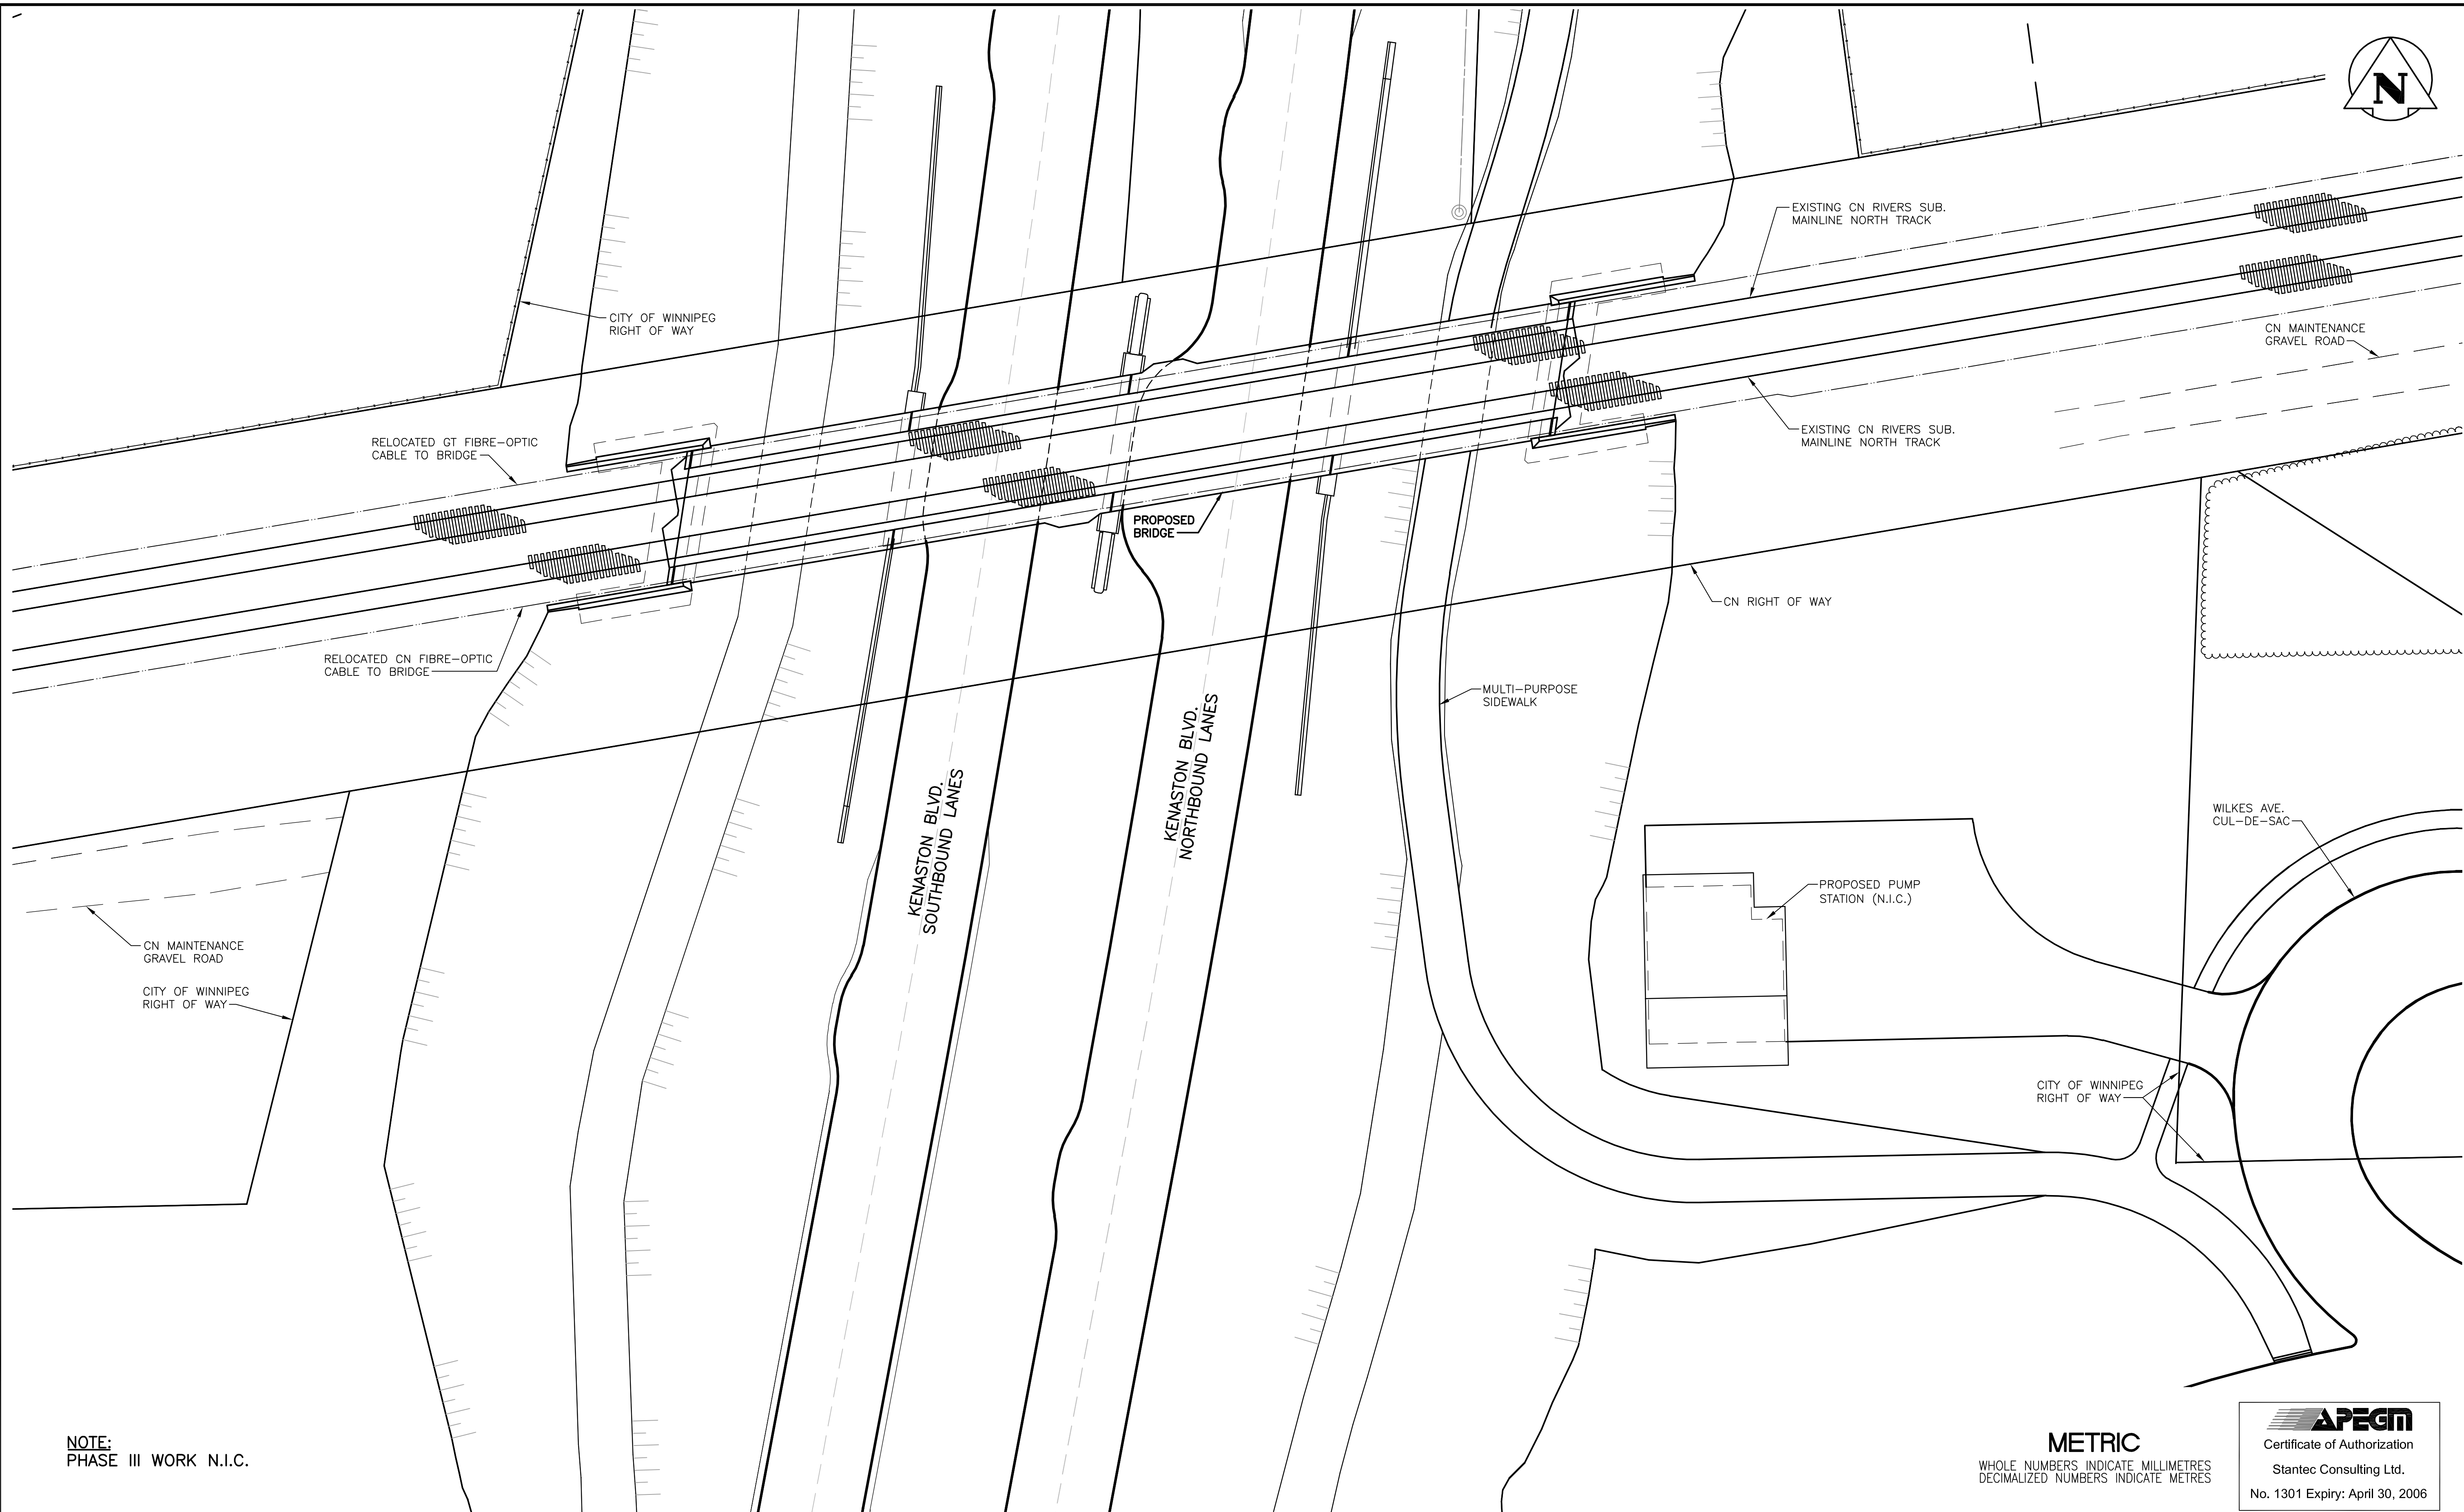 N
EXISTING CN RIVERS SUB.
MAINLINE NORTH TRACK
CITY OF WINNIPEG
RIGHT OF WAY
CN MAINTENANCE
GRAVEL ROAD
RELOCATED GT FIBRE-OPTIC
CABLE TO BRIDGE
EXISTING CN RIVERS SUB.
MAINLINE NORTH TRACK
PROPOSED
BRIDGE
CN RIGHT OF WAY
RELOCATED CN FIBRE-OPTIC
CABLE TO BRIDGE
MULTI-PURPOSE
SIDEWALK
KENASTON BLVD.
SOUTHBOUND LANES
KENASTON BLVD.
NORTHBOUND LANES
WILKES AVE.
CUL-DE-SAC
PROPOSED PUMP
STATION (N.I.C.)
CN MAINTENANCE
GRAVEL ROAD
CITY OF WINNIPEG
RIGHT OF WAY
CITY OF WINNIPEG
RIGHT OF WAY
NOTE:
PHASE III WORK N.I.C.
METRIC
WHOLE NUMBERS INDICATE MILLIMETRES
DECIMALIZED NUMBERS INDICATE METRES
APEGM
Certificate of Authorization
Stantec Consulting Ltd.
No. 1301 Expiry: April 30, 2006